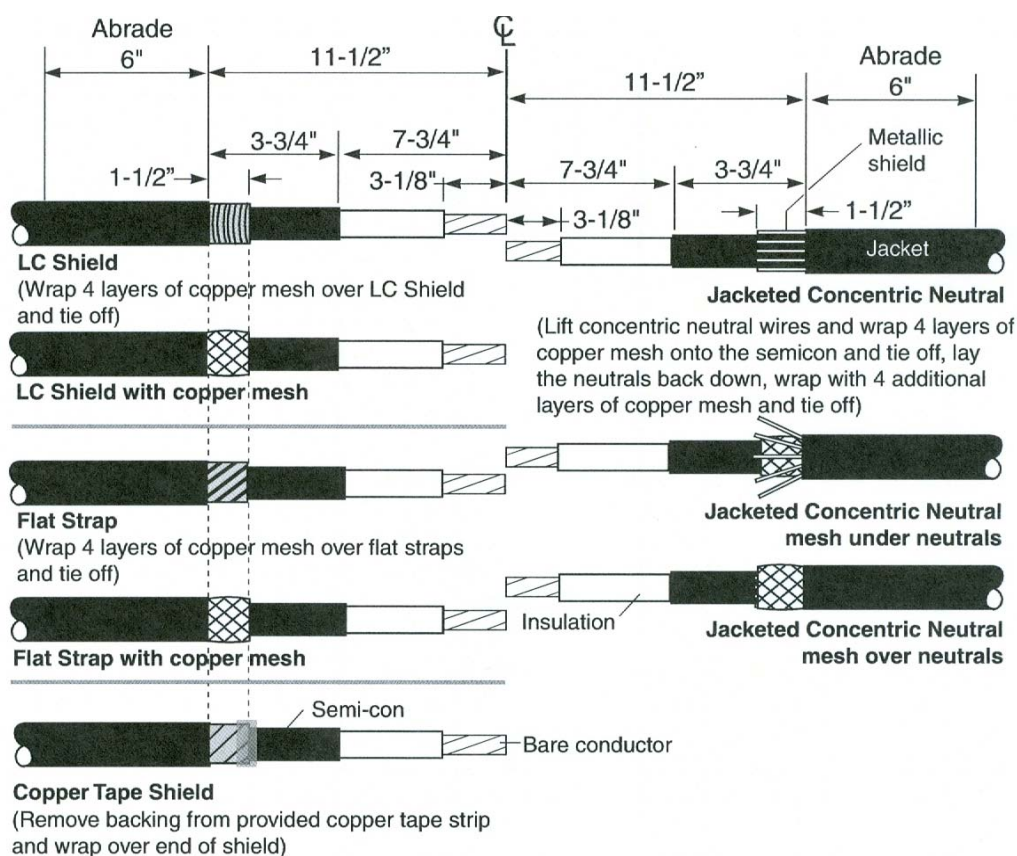 Abrade
6"
11-1/2”
℄
11-1/2”
Abrade
6"
3-3/4"
7-3/4"
1-1/2”
3-1/8"
7-3/4"
3-3/4"
Metallic
shield
3-1/8"
1-1/2”
Jacket
LC Shield
(Wrap 4 layers of copper mesh over LC Shield
and tie off)
LC Shield with copper mesh
Jacketed Concentric Neutral
(Lift concentric neutral wires and wrap 4 layers of
copper mesh onto the semicon and tie off, lay
the neutrals back down, wrap with 4 additional
layers of copper mesh and tie off)
Flat Strap
(Wrap 4 layers of copper mesh over flat straps
and tie off)
Flat Strap with copper mesh
Jacketed Concentric Neutral
mesh under neutrals
Insulation
Jacketed Concentric Neutral
mesh over neutrals
Semi-con
Bare conductor
Copper Tape Shield
(Remove backing from provided copper tape strip
and wrap over end of shield)